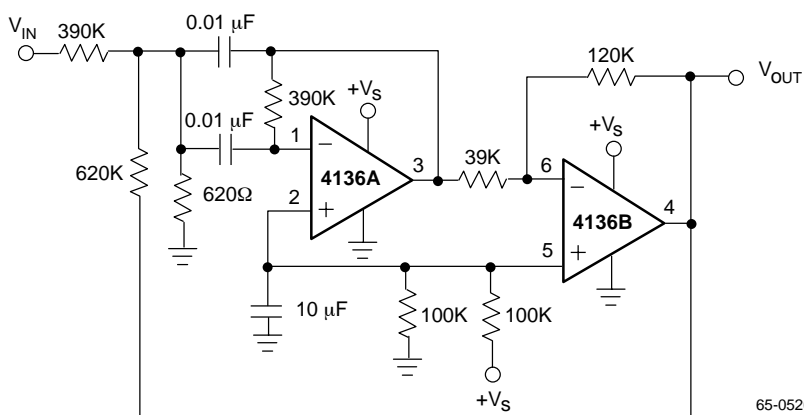 V_IN
390K
0.01 μF
0.01 μF
390K
+V_S
120K
V_OUT
620K
620Ω
1
−
2
+
4136A
3
39K
+V_S
6
−
5
+
4136B
4
10 μF
100K
100K
+V_S
65-052